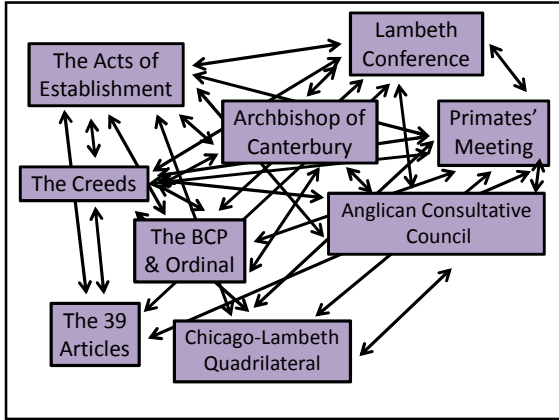 Lambeth
Conference
The Acts of
Establishment
Archbishop of
Canterbury
Primates'
Meeting
The Creeds
Anglican Consultative
Council
The BCP
& Ordinal
The 39
Articles
Chicago-Lambeth
Quadrilateral